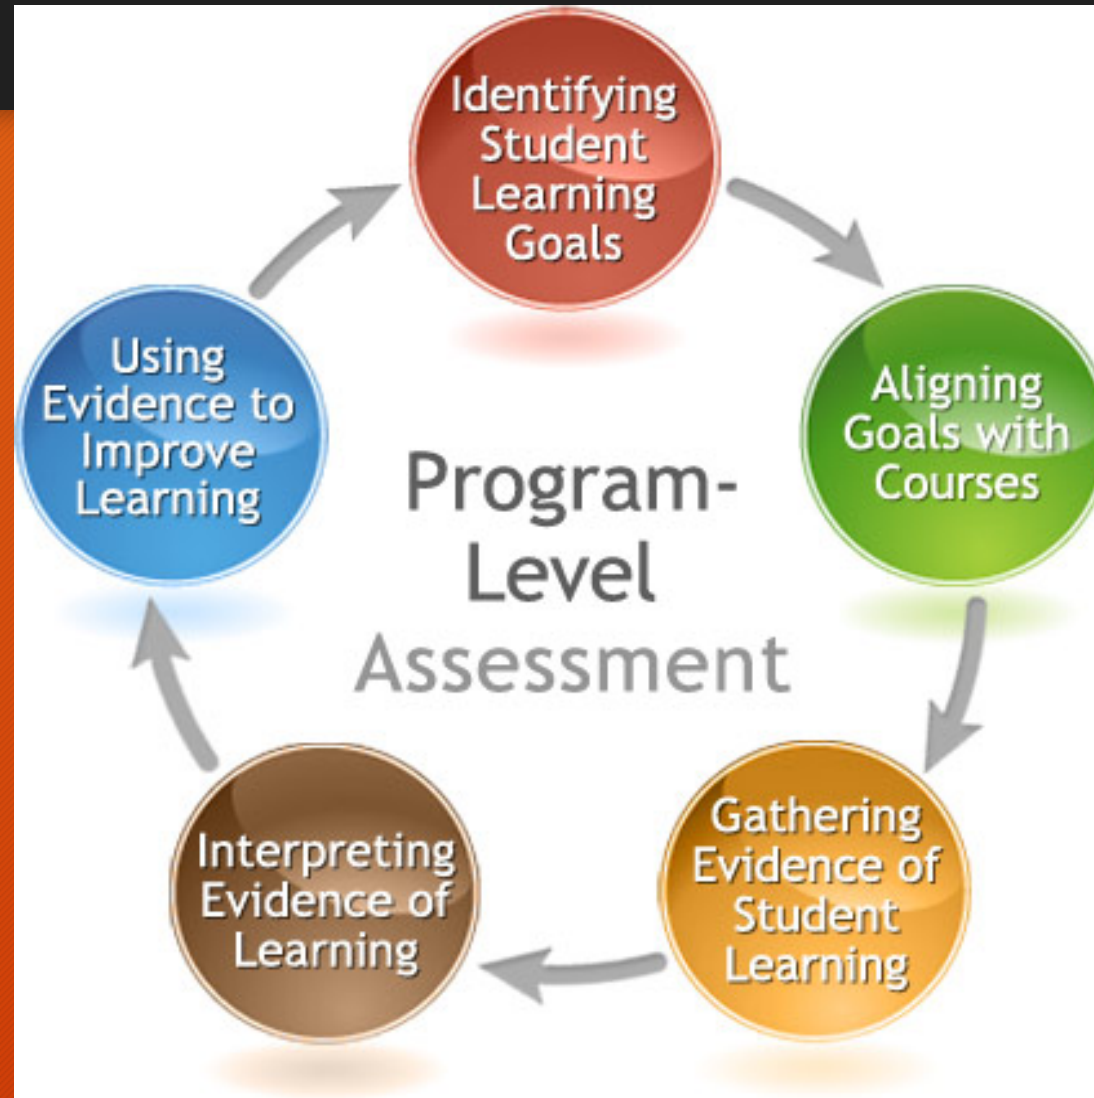 Identifying
Student
Learning
Goals
Aligning
Goals with
Courses
Gathering
Evidence of
Student
Learning
Interpreting
Evidence of
Learning
Using
Evidence to
Improve
Learning
Program-
Level
Assessment